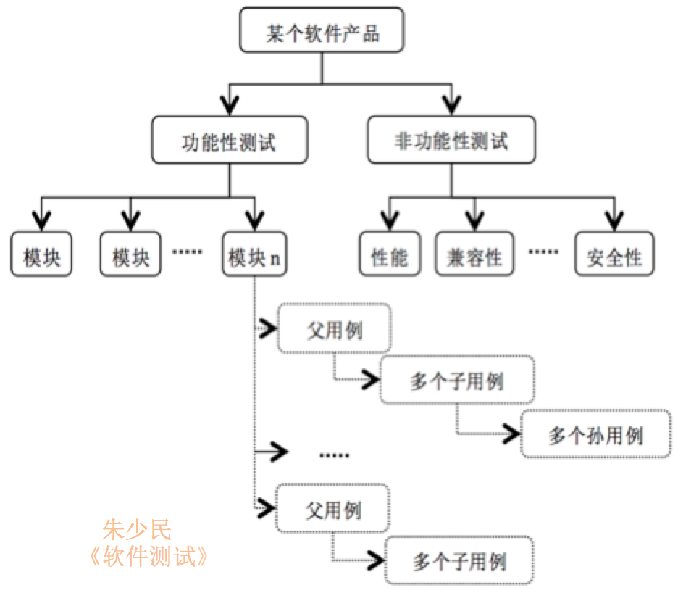 某个软件产品
功能性测试
非功能性测试
模块
模块
·····
模块n
性能
兼容性
·····
安全性
父用例
多个子用例
多个孙用例
·····
父用例
多个子用例
朱少民
《软件测试》